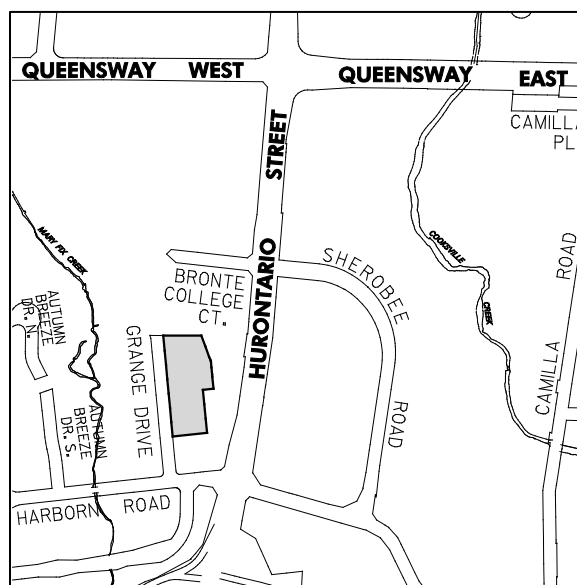 QUEENSWAY WEST
QUEENSWAY EAST
CAMILLA
PL
STREET
HURONTARIO
MARY FIX CREEK
COOKSVILLE
CREEK
SHEROBEE
ROAD
BRONTE
COLLEGE
CT.
AUTUMN
BREEZE
DR. N.
GRANGE DRIVE
AUTUMN
BREEZE
DR. S.
CAMILLA ROAD
HARBORN ROAD